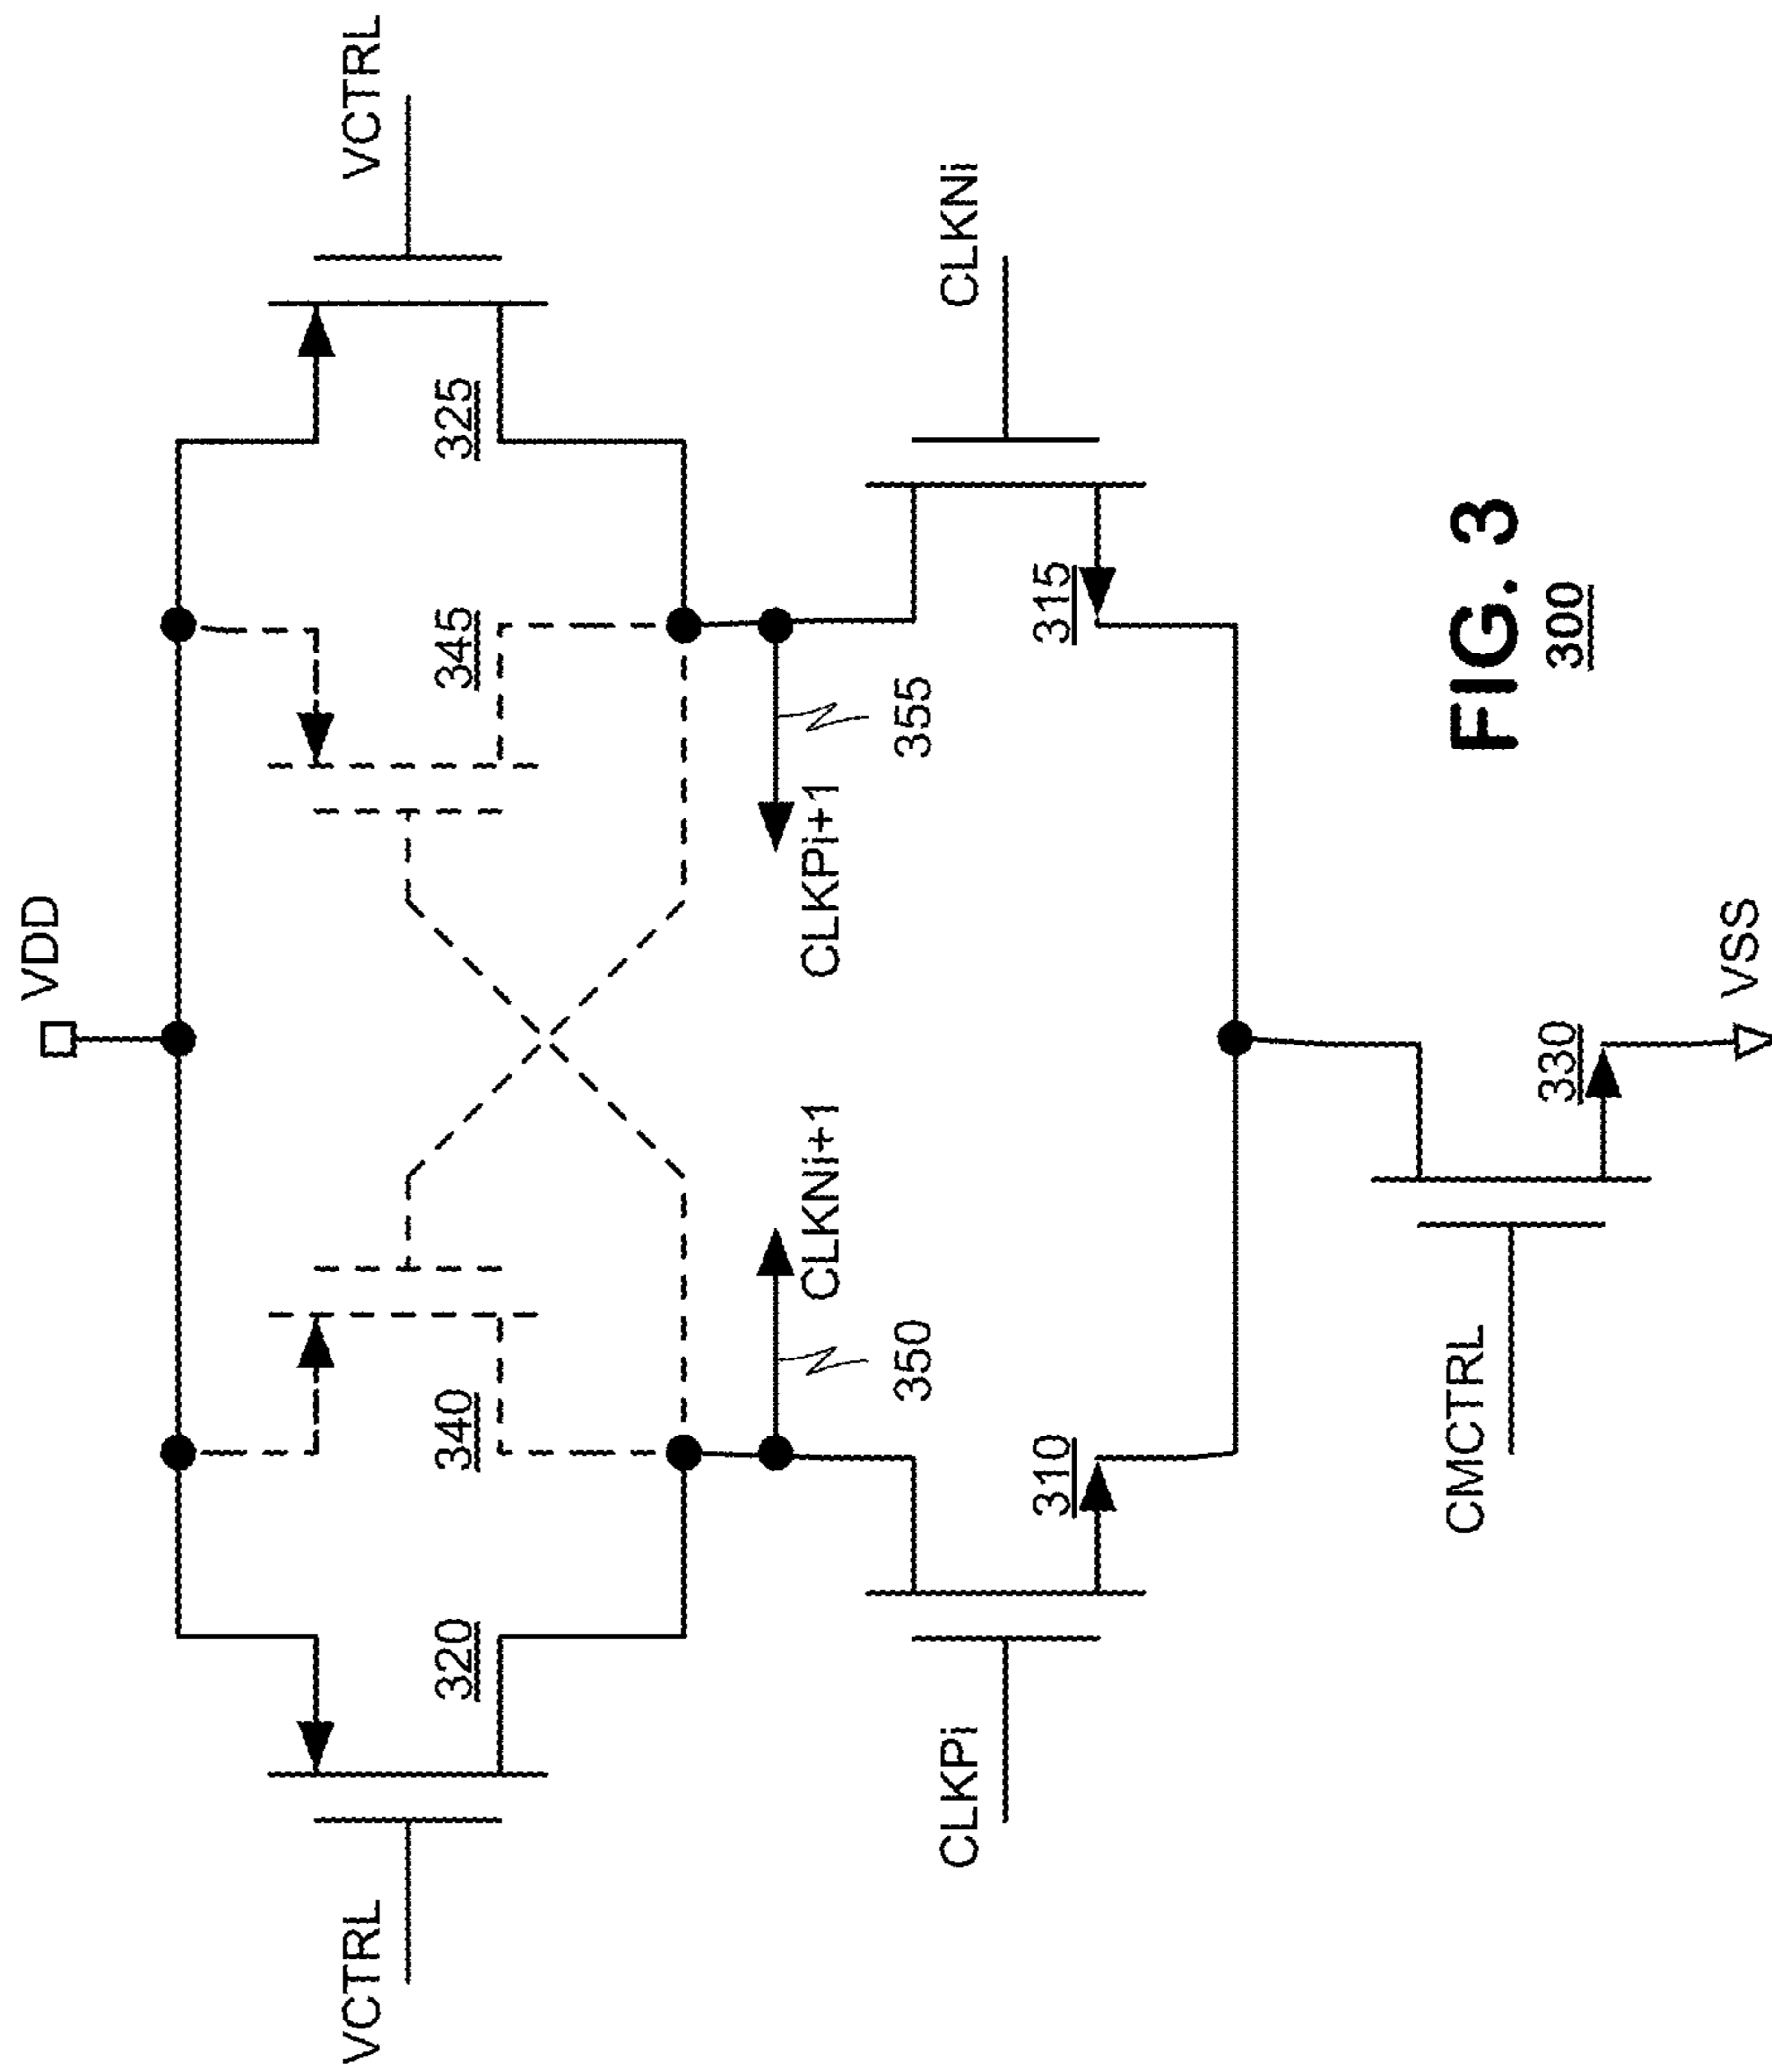 VDD
VCTRL
320
340
345
325
VCTRL
CLKNi+1
CLKPi+1
350
355
CLKPi
310
315
CLKNi
CMCTRL
330
VSS
FIG. 3
300